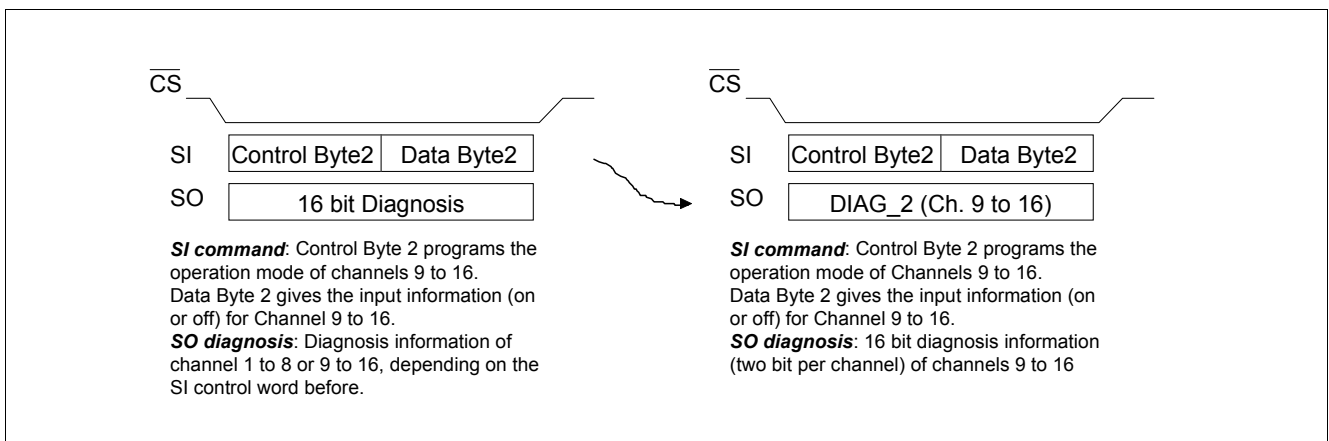 CS
SI Control Byte2 Data Byte2
SO 16 bit Diagnosis
SI command: Control Byte 2 programs the
operation mode of channels 9 to 16.
Data Byte 2 gives the input information (on
or off) for Channel 9 to 16.
SO diagnosis: Diagnosis information of
channel 1 to 8 or 9 to 16, depending on the
SI control word before.
CS
SI Control Byte2 Data Byte2
SO DIAG_2 (Ch. 9 to 16)
SI command: Control Byte 2 programs the
operation mode of Channels 9 to 16.
Data Byte 2 gives the input information (on
or off) for Channel 9 to 16.
SO diagnosis: 16 bit diagnosis information
(two bit per channel) of channels 9 to 16